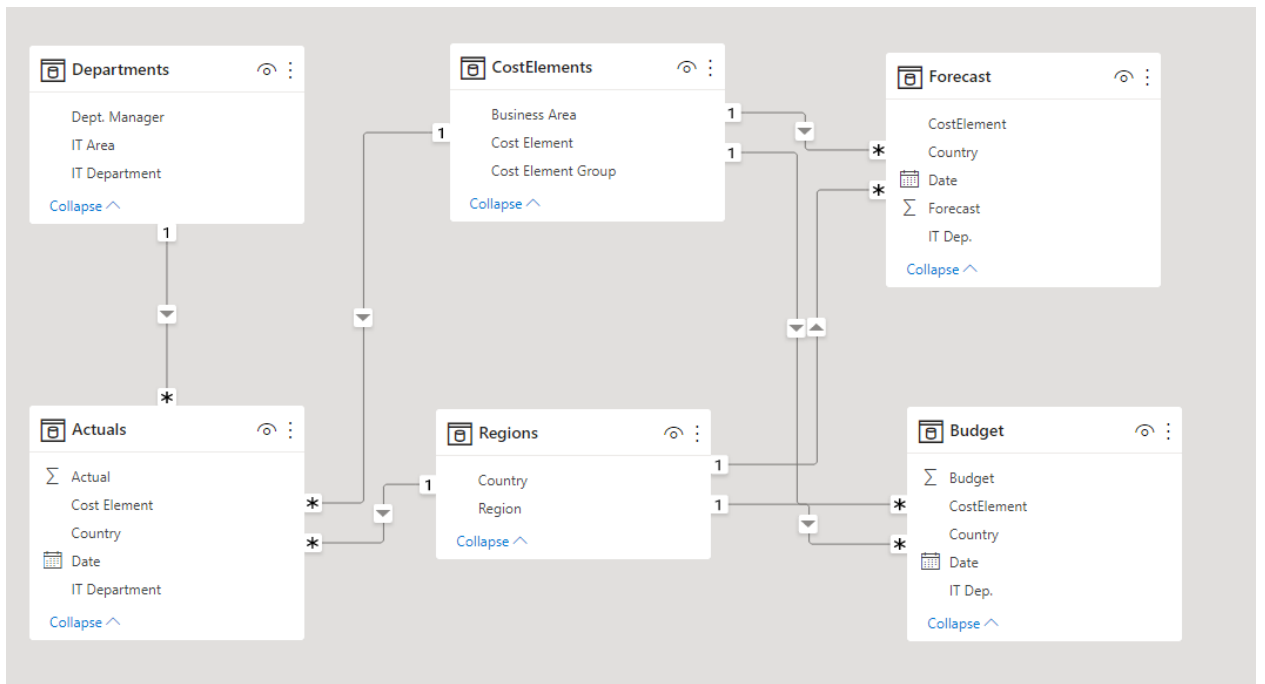 Departments
Dept. Manager
IT Area
IT Department
Collapse
1
*
CostElements
Business Area
Cost Element
Cost Element Group
Collapse
1
1
1
Forecast
CostElement
Country
Date
Forecast
IT Dep.
Collapse
*
*
Actuals
Actual
Cost Element
Country
Date
IT Department
Collapse
*
*
Regions
Country
Region
Collapse
1
1
1
Budget
Budget
CostElement
Country
Date
IT Dep.
Collapse
*
*